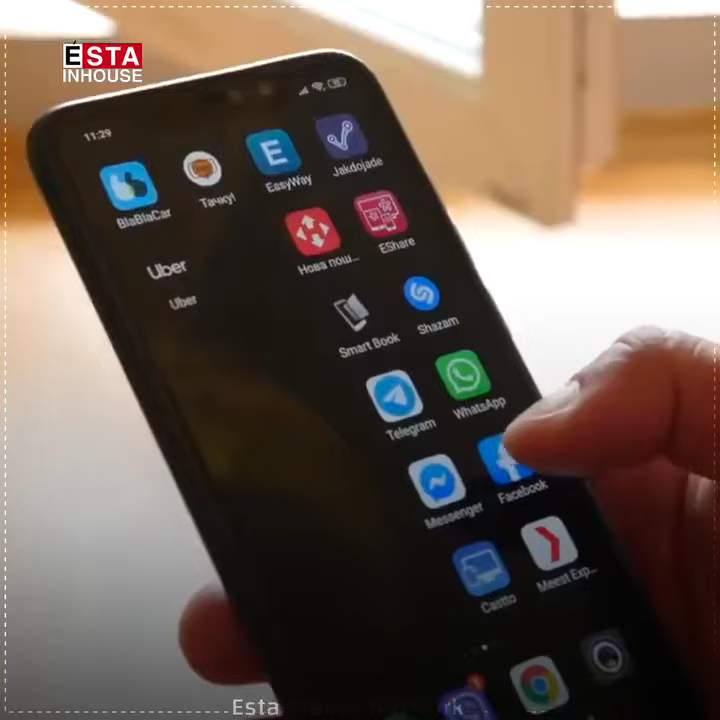 ÉSTA
INHOUSE
11:29
BlaBlaCar
Тачку!
EasyWay
Jakdojade
Uber
Uber
Нова пош...
EShare
Smart Book
Shazam
Telegram
WhatsApp
Messenger
Facebook
Castto
Meest Exp...
Esta